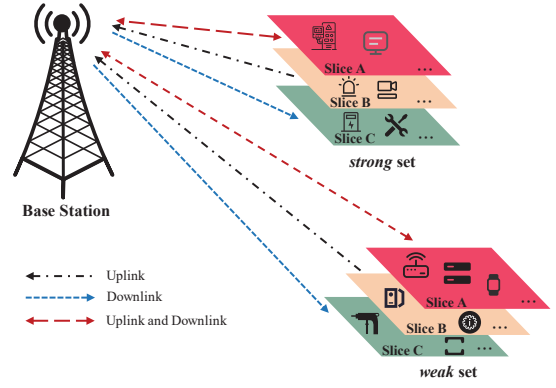 Slice A
...
Slice B
...
Slice C
...
strong set
Base Station
Uplink
Downlink
Uplink and Downlink
Slice A
...
Slice B
...
Slice C
...
weak set